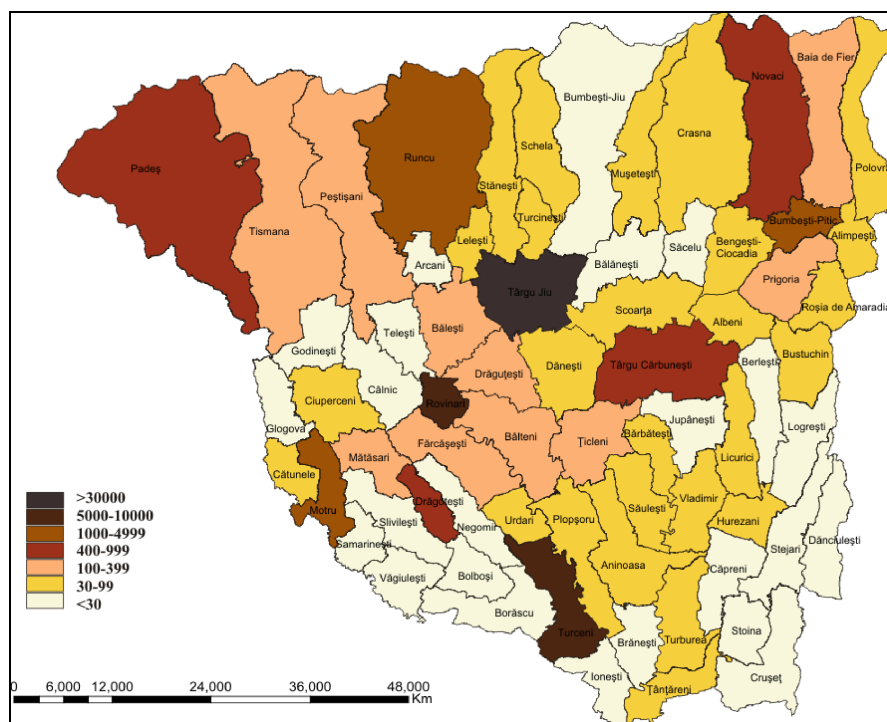 Novaci
Baia de Fier
Bumbești-Jiu
Crasna
Schela
Runcu
Padeș
Peștișani
Stănești
Mușetești
Polovra
Turcinești
Bumbești-Pitic
Tismana
Lelești
Alimpești
Arcani
Bălănești
Săcelu
Bengești-
Ciocadia
Prigoria
Târgu Jiu
Scoarța
Roșia de Amaradia
Telești
Bălești
Albeni
Godinești
Dănești
Târgu Cărbunești
Berlești
Bustuchin
Drăguțești
Câlnic
Ciuperceni
Rovinari
Jupânești
Logrești
Glogova
Fărcășești
Bâlteni
Țicleni
Bărbătești
Mătăsari
Licurici
Cătunele
Drăgotești
Motru
Slivilești
Negomir
Urdari
Plopșoru
Săulești
Vladimir
Hurezani
Samarinești
Dănciulești
Stejari
Văgiulești
Bolboși
Aninoasa
Căpreni
Borăscu
Turceni
Brănești
Turburea
Stoina
Ionești
Țânțăreni
Crușeț
>30000
5000-10000
1000-4999
400-999
100-399
30-99
<30
0 6,000 12,000 24,000 36,000 48,000
Km